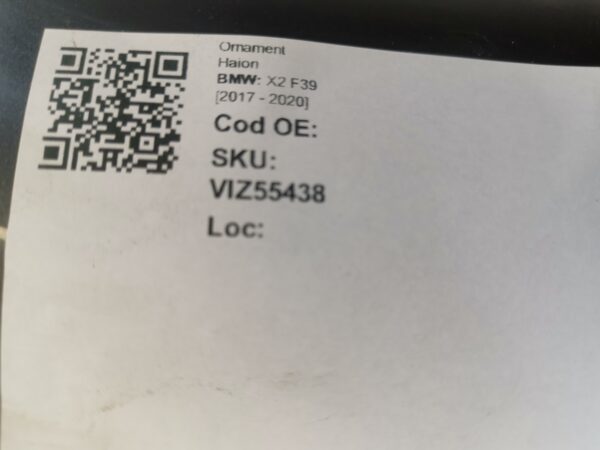 Ornament
Haion
BMW: X2 F39
[2017 - 2020]
Cod OE:
SKU:
VIZ55438
Loc: